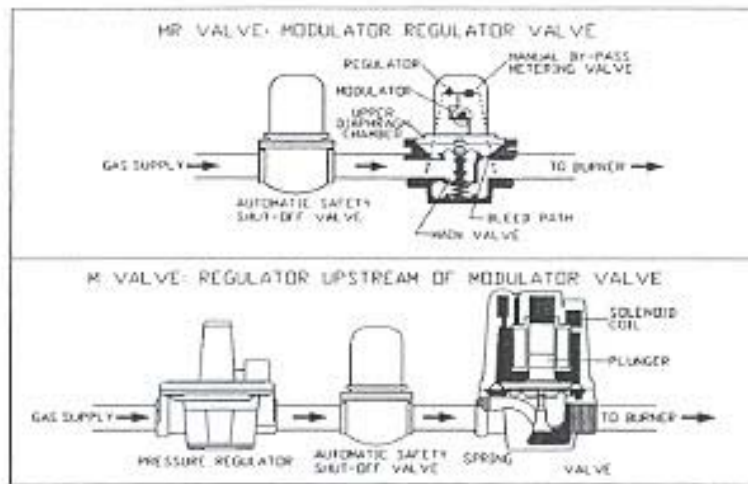 MR VALVE: MODULATOR REGULATOR VALVE
REGULATOR
MANUAL BY-PASS
METERING VALVE
MODULATOR
UPPER
DIAPHRAGM
CHAMBER
GAS SUPPLY
TO BURNER
AUTOMATIC SAFETY
SHUT-OFF VALVE
BLEED PATH
MAIN VALVE
M VALVE: REGULATOR UPSTREAM OF MODULATOR VALVE
SOLENOID
COIL
PLUNGER
GAS SUPPLY
TO BURNER
PRESSURE REGULATOR
AUTOMATIC SAFETY
SHUT-OFF VALVE
SPRING
VALVE